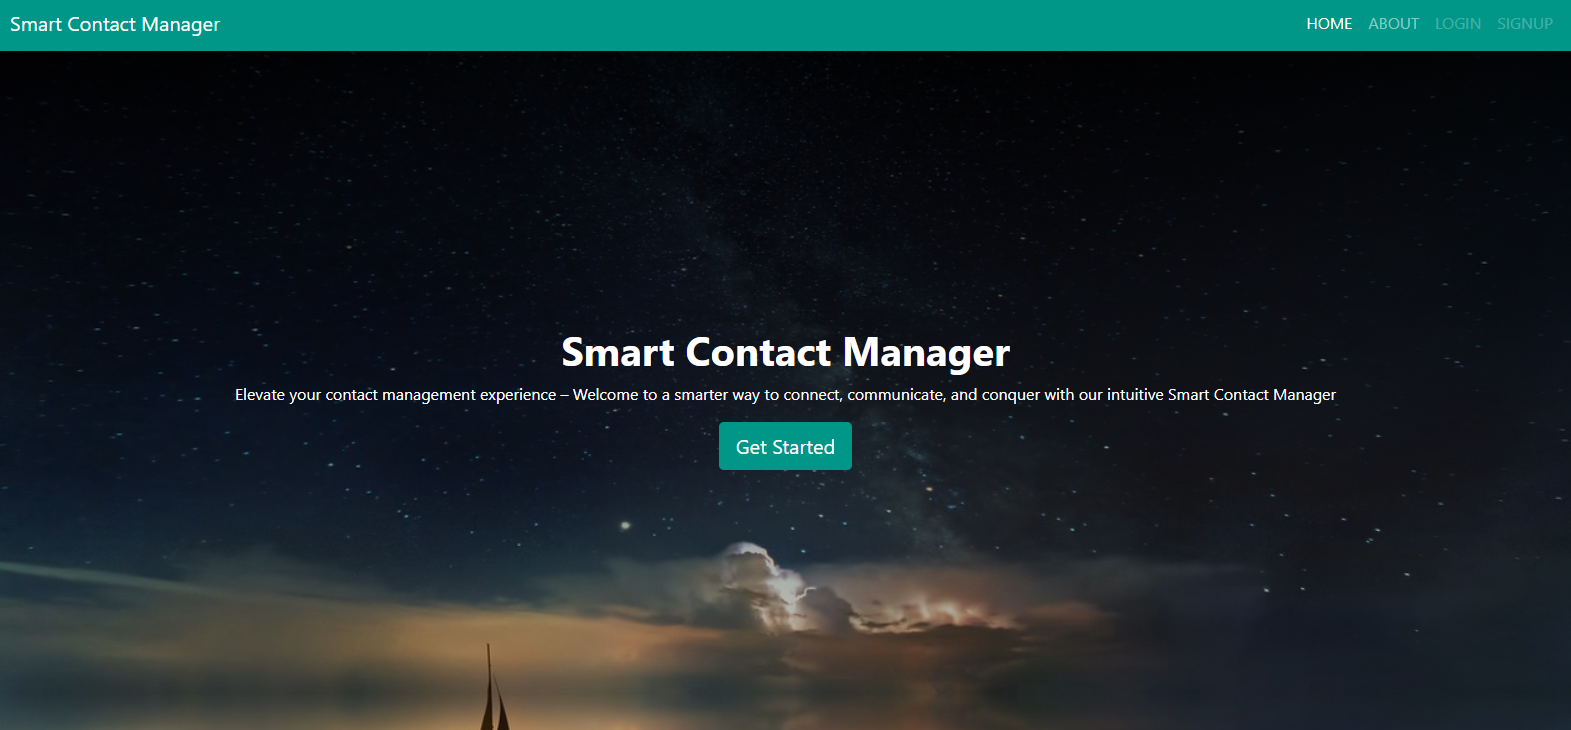 Smart Contact Manager
HOME ABOUT LOGIN SIGNUP
Smart Contact Manager
Elevate your contact management experience – Welcome to a smarter way to connect, communicate, and conquer with our intuitive Smart Contact Manager
Get Started